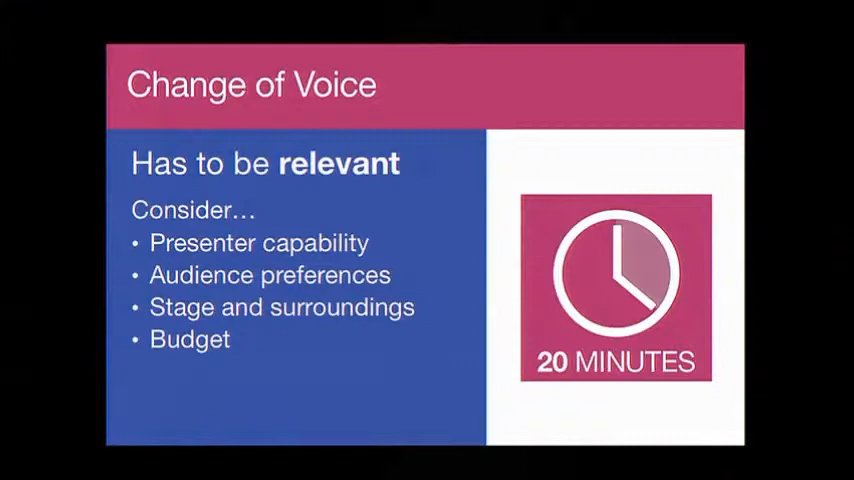 Change of Voice
Has to be relevant
Consider…
• Presenter capability
• Audience preferences
• Stage and surroundings
• Budget
20 MINUTES